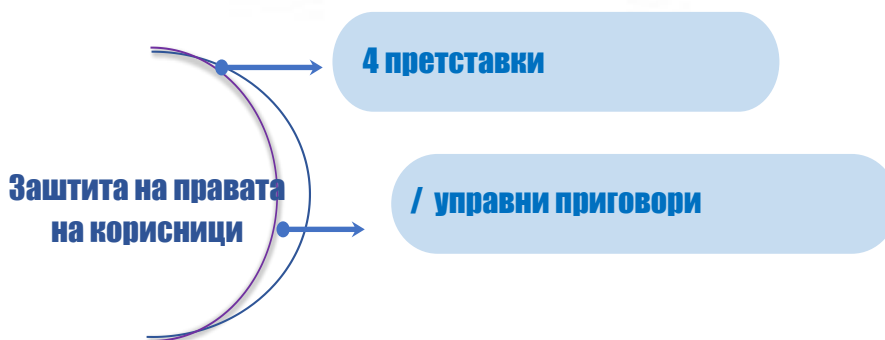 4 претставки
Заштита на правата
на корисници
/ управни приговори